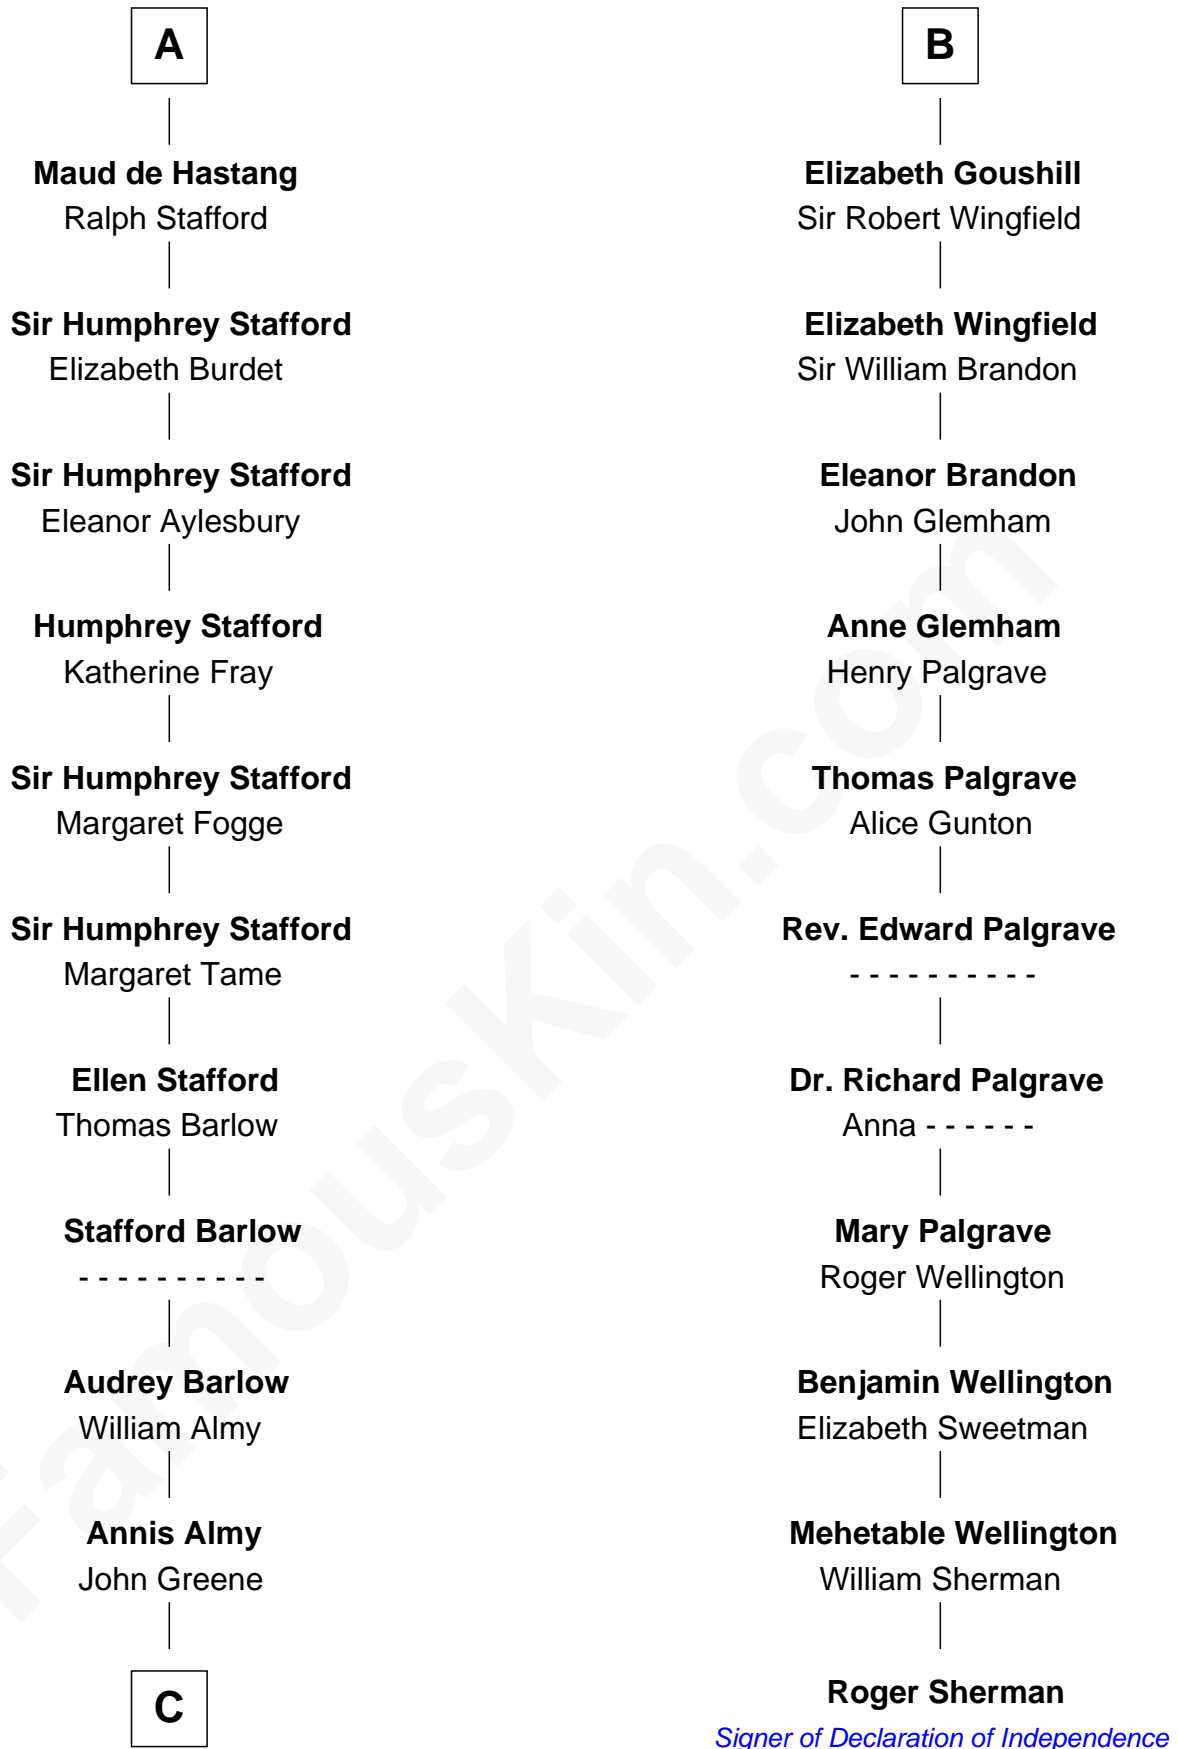 A
Maud de Hastang
Ralph Stafford
Sir Humphrey Stafford
Elizabeth Burdet
Sir Humphrey Stafford
Eleanor Aylesbury
Humphrey Stafford
Katherine Fray
Sir Humphrey Stafford
Margaret Fogge
Sir Humphrey Stafford
Margaret Tame
Ellen Stafford
Thomas Barlow
Stafford Barlow
- - - - - - - - - -
Audrey Barlow
William Almy
Annis Almy
John Greene
C
B
Elizabeth Goushill
Sir Robert Wingfield
Elizabeth Wingfield
Sir William Brandon
Eleanor Brandon
John Glemham
Anne Glemham
Henry Palgrave
Thomas Palgrave
Alice Gunton
Rev. Edward Palgrave
- - - - - - - - - -
Dr. Richard Palgrave
Anna - - - - - -
Mary Palgrave
Roger Wellington
Benjamin Wellington
Elizabeth Sweetman
Mehetable Wellington
William Sherman
Roger Sherman
Signer of Declaration of Independence
FamousKin.com